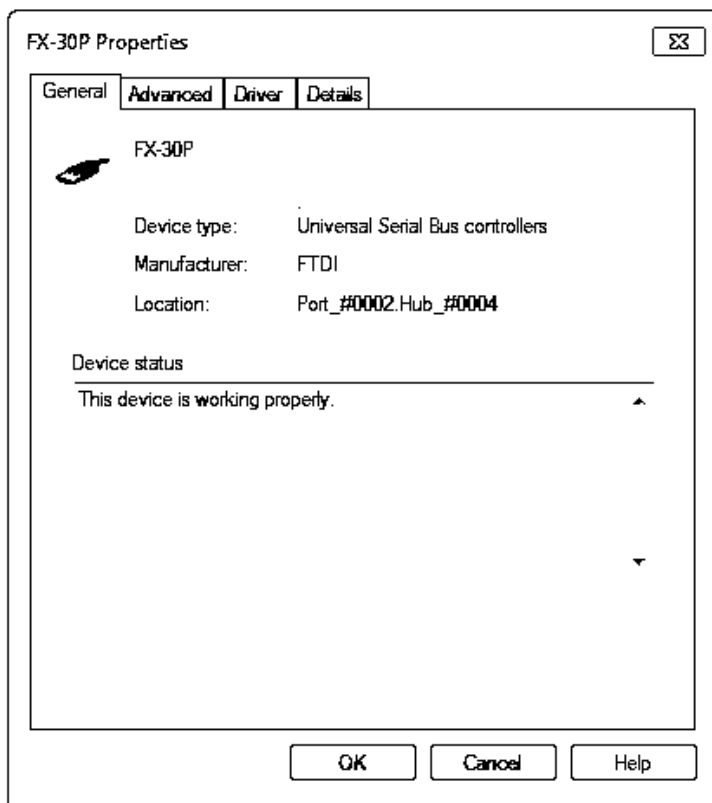 FX-30P Properties
General Advanced Driver Details
FX-30P
Device type: Universal Serial Bus controllers
Manufacturer: FTDI
Location: Port_#0002.Hub_#0004
Device status
This device is working properly.
OK Cancel Help